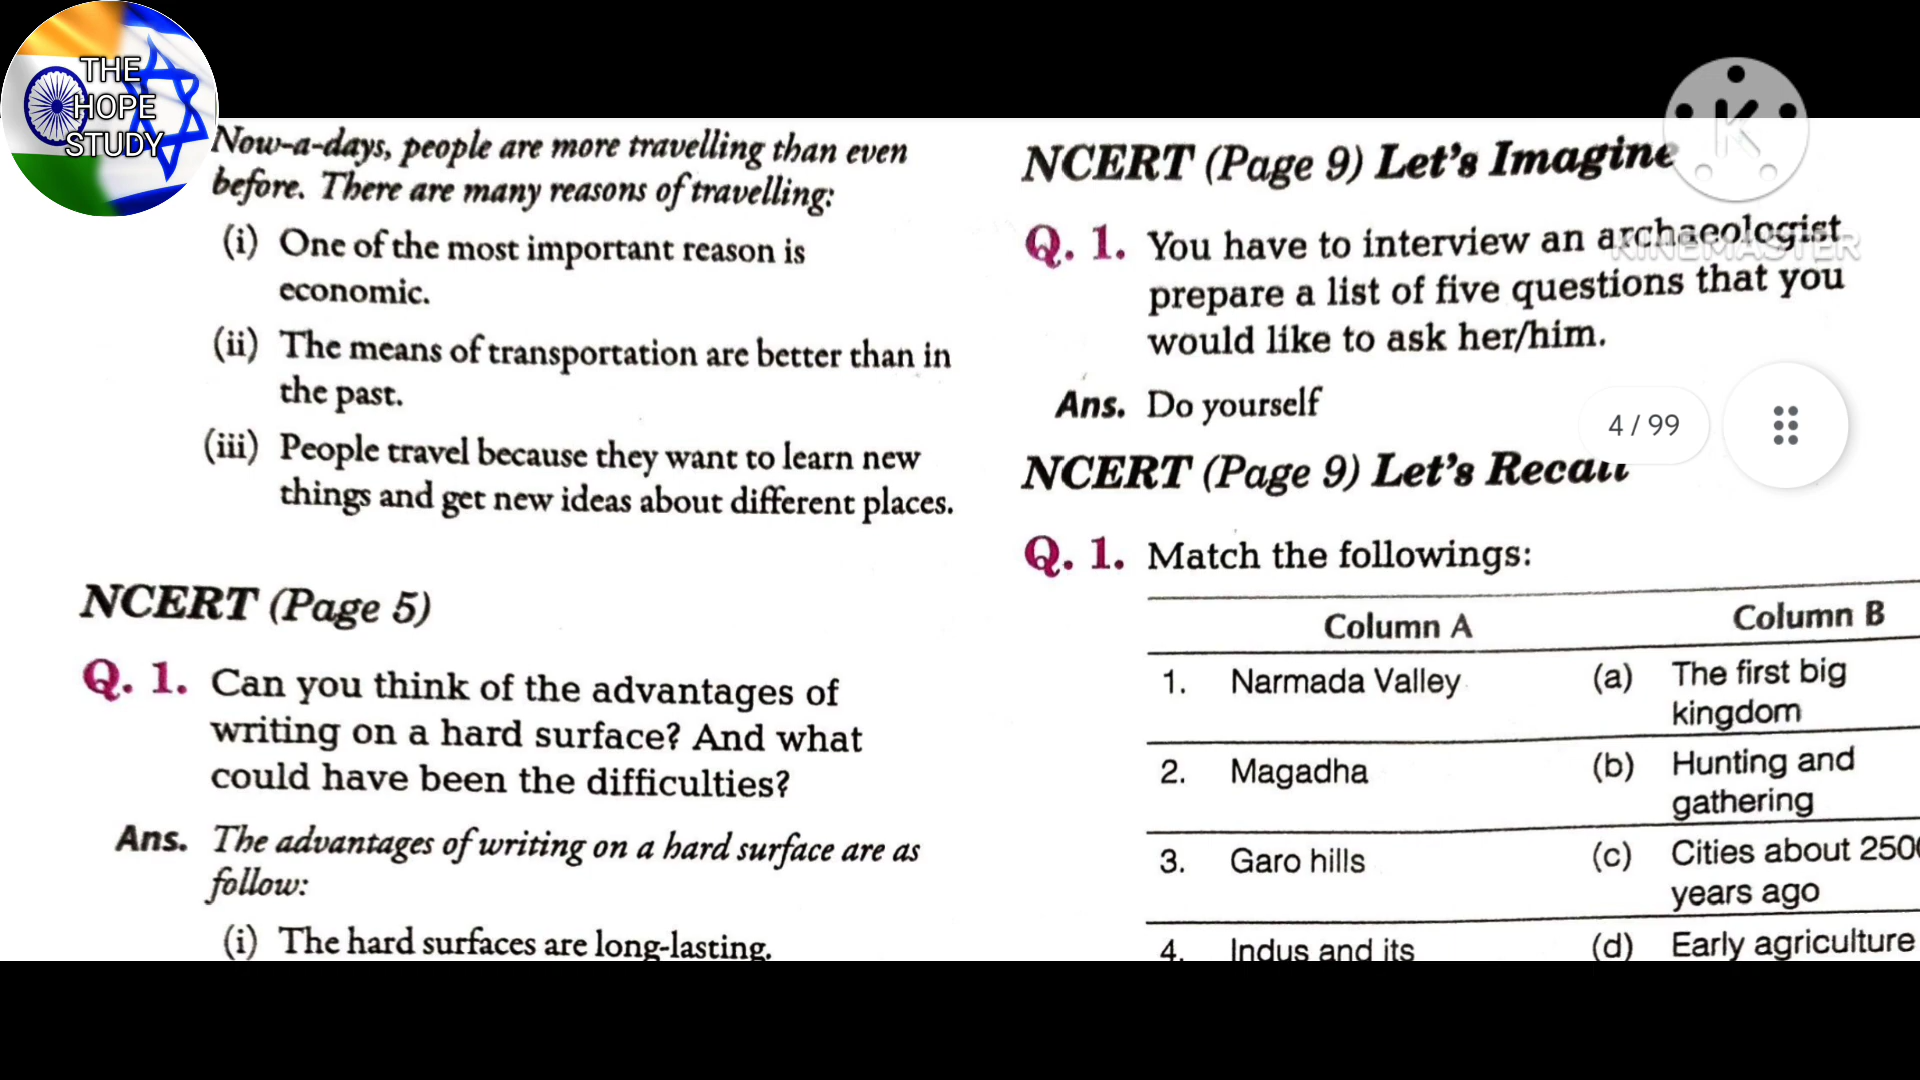 THE
HOPE
STUDY
Now-a-days, people are more travelling than even
before. There are many reasons of travelling:
(i) One of the most important reason is
economic.
(ii) The means of transportation are better than in
the past.
(iii) People travel because they want to learn new
things and get new ideas about different places.
NCERT (Page 5)
Q. 1. Can you think of the advantages of
writing on a hard surface? And what
could have been the difficulties?
Ans. The advantages of writing on a hard surface are as
follow:
(i) The hard surfaces are long-lasting.
NCERT (Page 9) Let's Imagine
K
KINEMASTER
Q. 1. You have to interview an archaeologist
prepare a list of five questions that you
would like to ask her/him.
Ans. Do yourself
4 / 99
NCERT (Page 9) Let's Recall
Q. 1. Match the followings:
Column A Column B
1. Narmada Valley (a) The first big
kingdom
2. Magadha (b) Hunting and
gathering
3. Garo hills (c) Cities about 250
years ago
4. Indus and its (d) Early agriculture